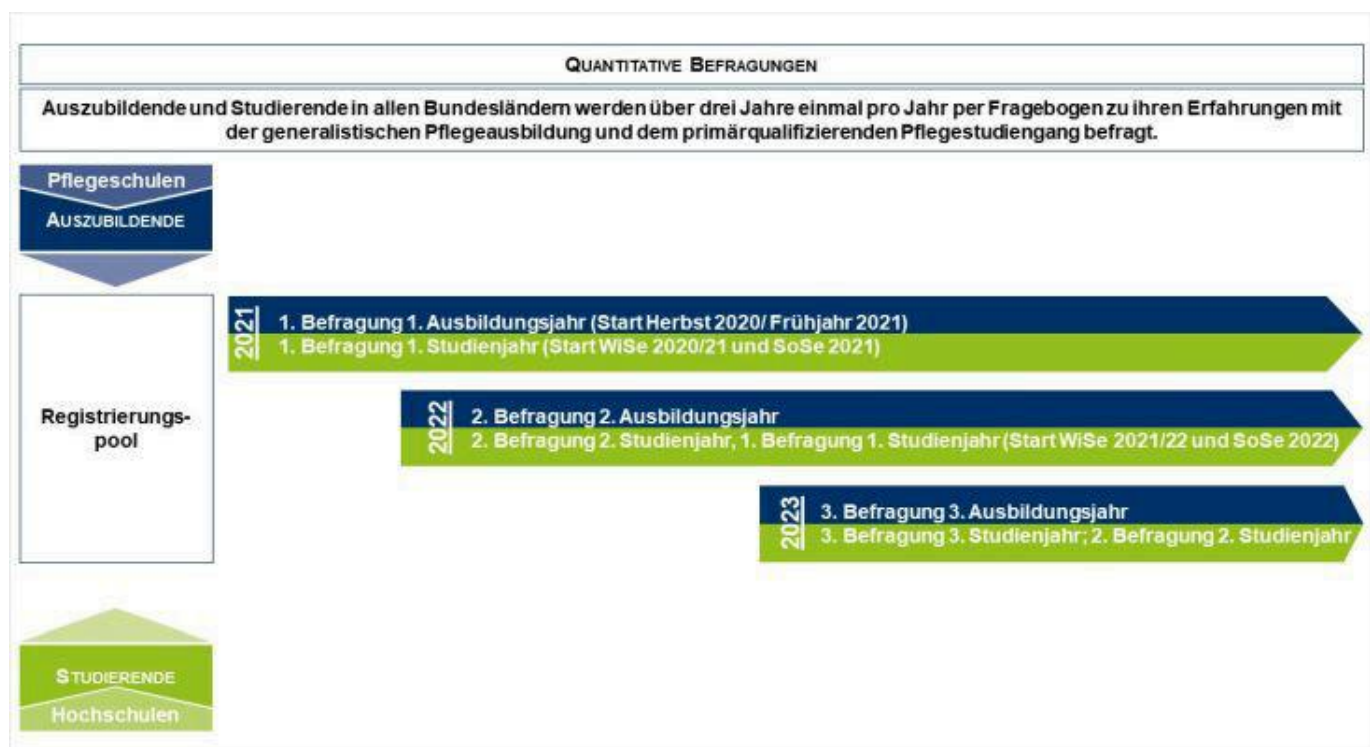 QUANTITATIVE BEFRAGUNGEN
Auszubildende und Studierende in allen Bundesländern werden über drei Jahre einmal pro Jahr per Fragebogen zu ihren Erfahrungen mit
der generalistischen Pflegeausbildung und dem primärqualifizierenden Pflegestudiengang befragt.
Pflegeschulen
AUSZUBILDENDE
2021
1. Befragung 1. Ausbildungsjahr (Start Herbst 2020/ Frühjahr 2021)
1. Befragung 1. Studienjahr (Start WiSe 2020/21 und SoSe 2021)
Registrierungs-
pool
2022
2. Befragung 2. Ausbildungsjahr
2. Befragung 2. Studienjahr, 1. Befragung 1. Studienjahr (Start WiSe 2021/22 und SoSe 2022)
2023
3. Befragung 3. Ausbildungsjahr
3. Befragung 3. Studienjahr; 2. Befragung 2. Studienjahr
STUDIERENDE
Hochschulen